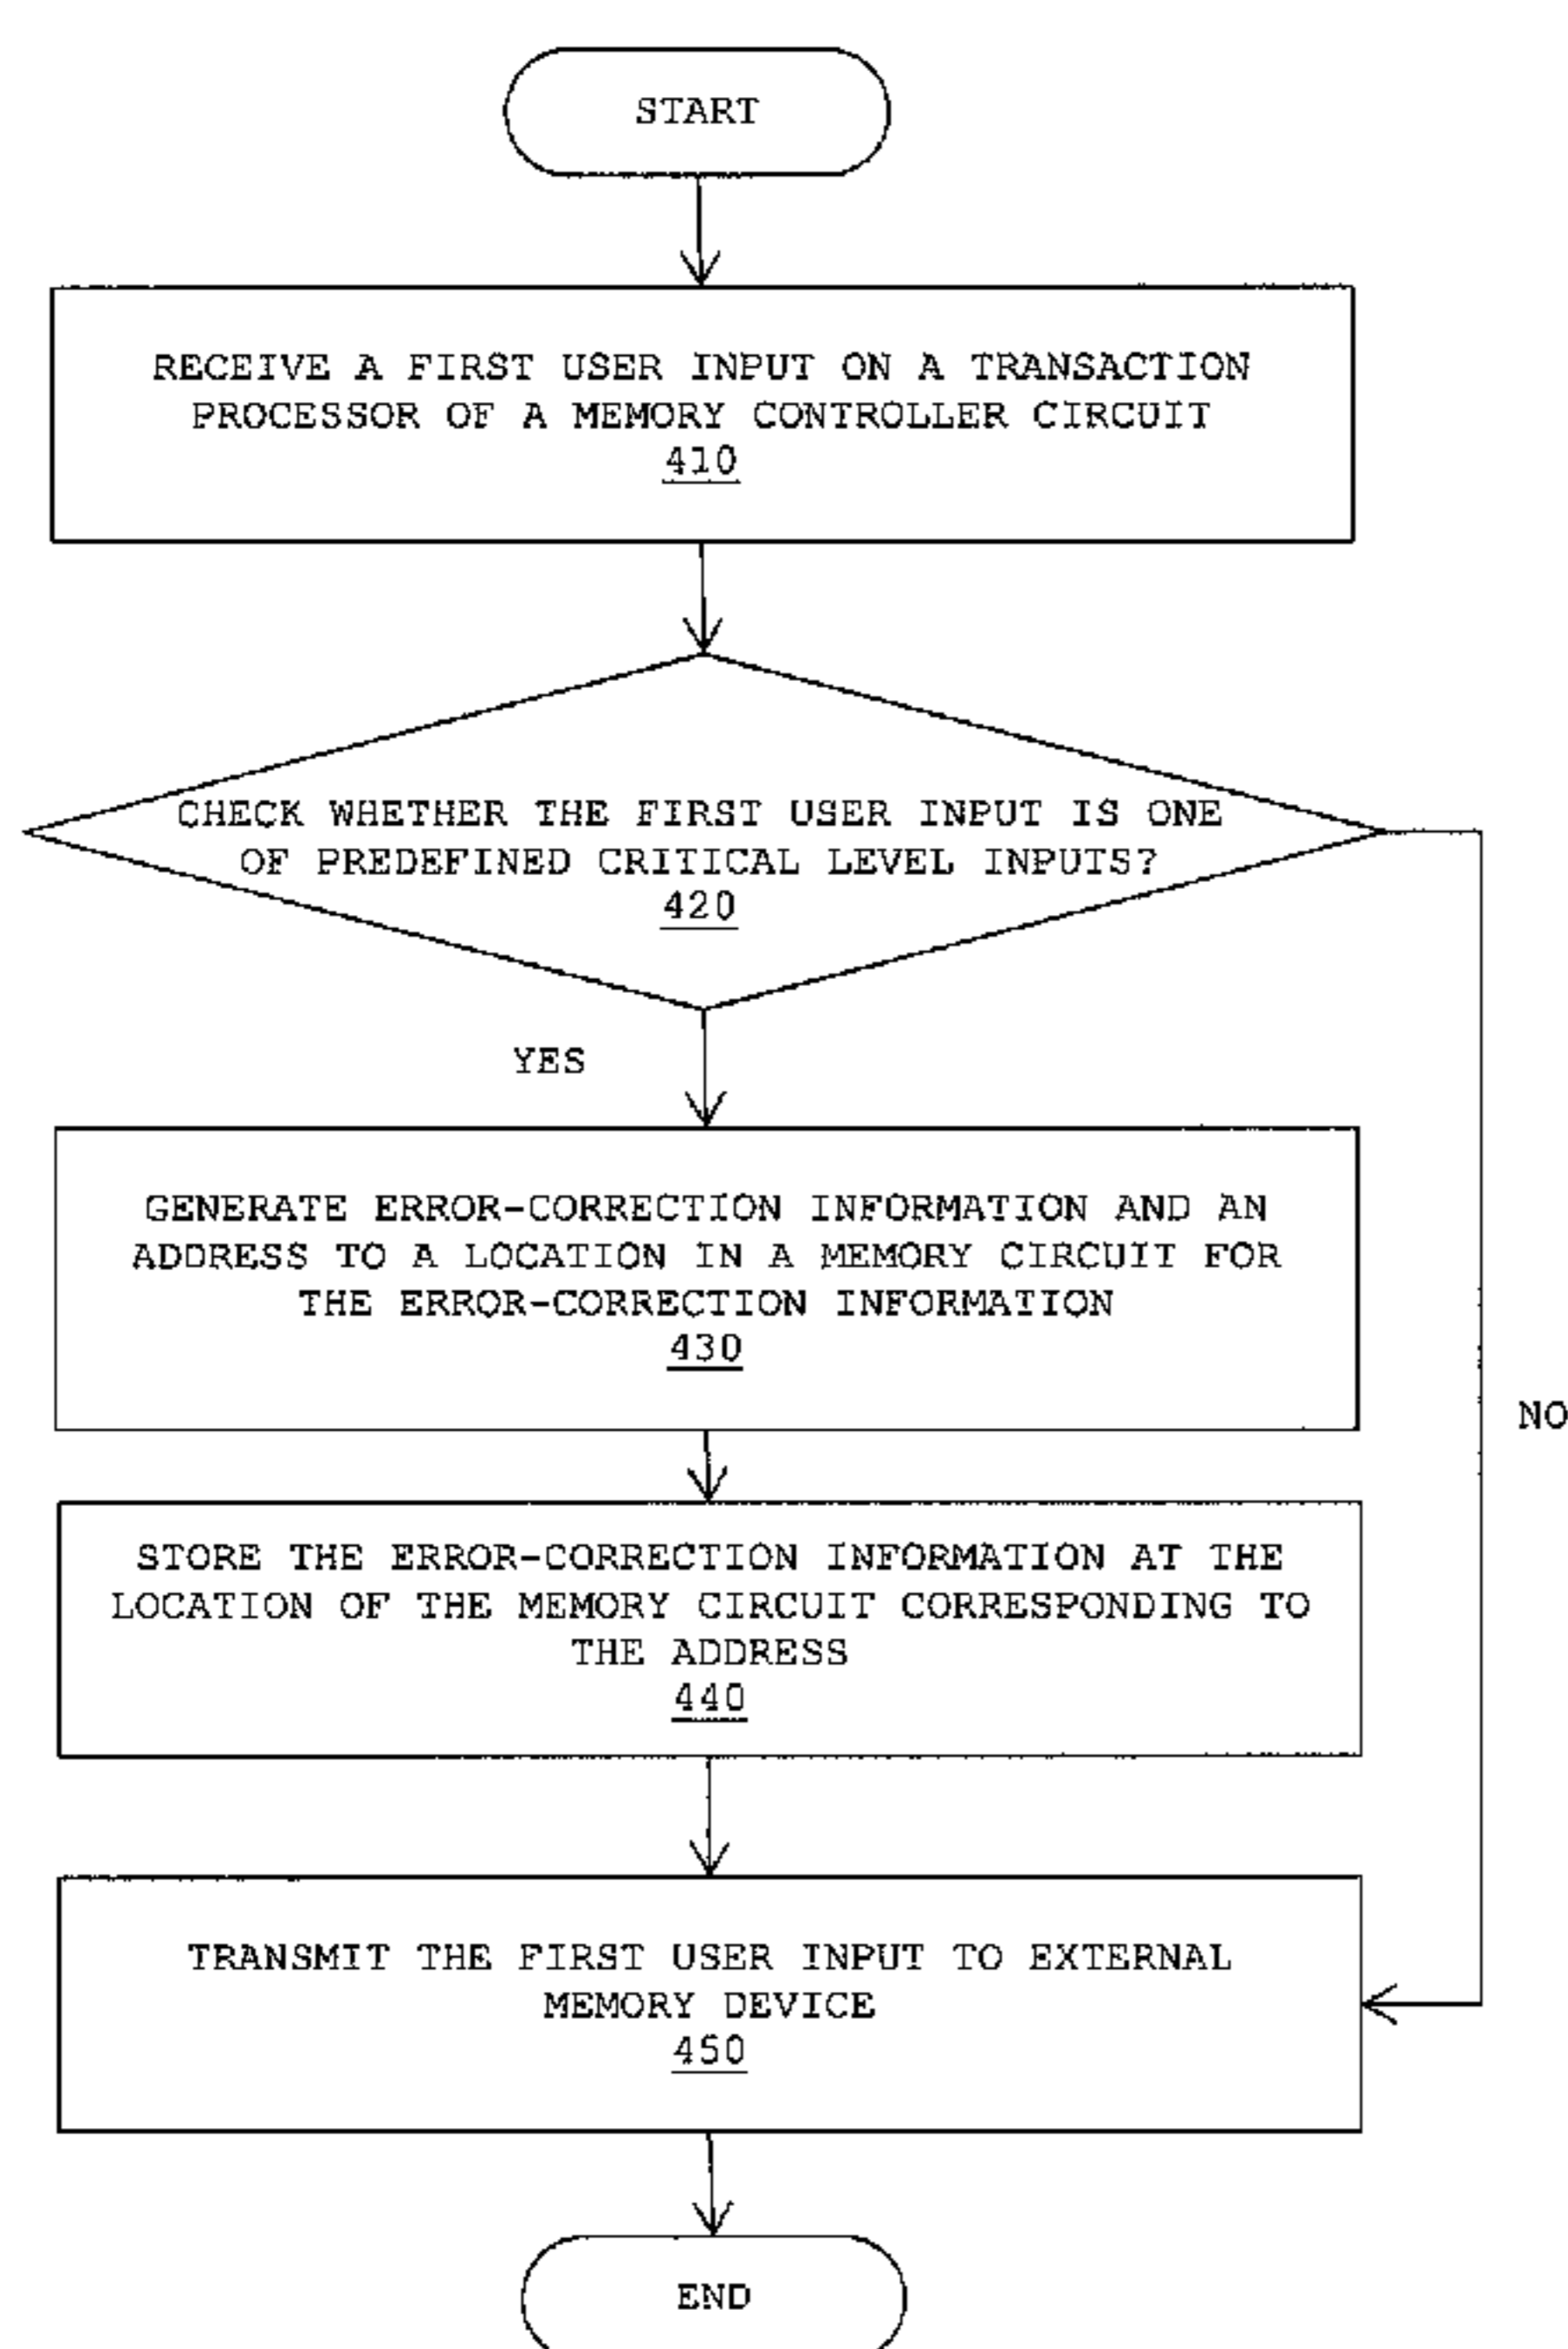 START
RECEIVE A FIRST USER INPUT ON A TRANSACTION
PROCESSOR OF A MEMORY CONTROLLER CIRCUIT
410
CHECK WHETHER THE FIRST USER INPUT IS ONE
OF PREDEFINED CRITICAL LEVEL INPUTS?
420
YES
GENERATE ERROR-CORRECTION INFORMATION AND AN
ADDRESS TO A LOCATION IN A MEMORY CIRCUIT FOR
THE ERROR-CORRECTION INFORMATION
430
NO
STORE THE ERROR-CORRECTION INFORMATION AT THE
LOCATION OF THE MEMORY CIRCUIT CORRESPONDING TO
THE ADDRESS
440
TRANSMIT THE FIRST USER INPUT TO EXTERNAL
MEMORY DEVICE
450
END